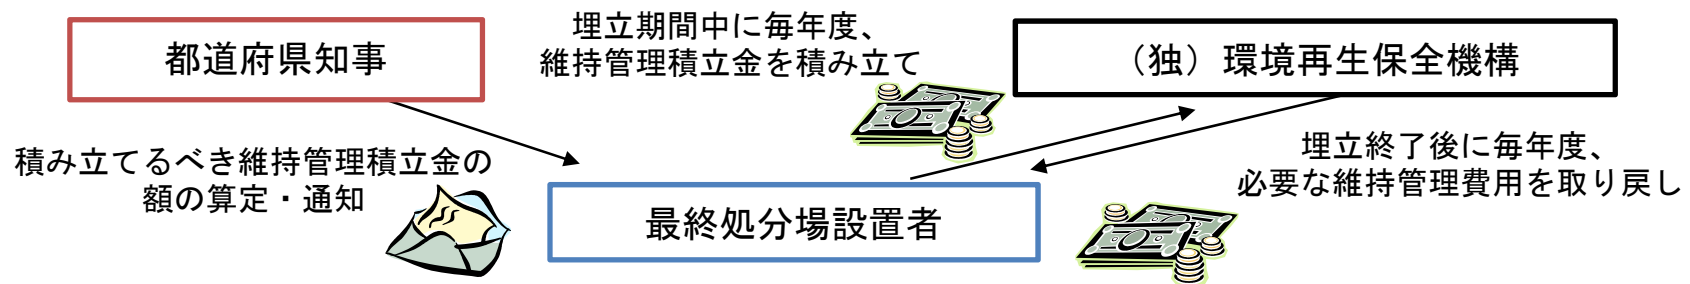 都道府県知事
埋立期間中に毎年度、
維持管理積立金を積み立て
（独）環境再生保全機構
積み立てるべき維持管理積立金の
額の算定・通知
埋立終了後に毎年度、
必要な維持管理費用を取り戻し
最終処分場設置者